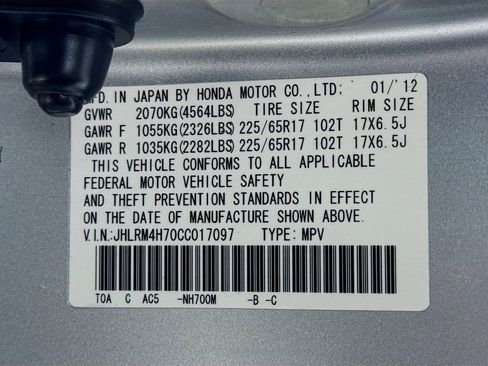 MFD. IN JAPAN BY HONDA MOTOR CO.,LTD; 01/'12
GVWR 2070KG(4564LBS) TIRE SIZE RIM SIZE
GAWR F 1055KG(2326LBS) 225/65R17 102T 17X6.5J
GAWR R 1035KG(2282LBS) 225/65R17 102T 17X6.5J
THIS VEHICLE CONFORMS TO ALL APPLICABLE
FEDERAL MOTOR VEHICLE SAFETY
AND THEFT PREVENTION STANDARDS IN EFFECT
ON THE DATE OF MANUFACTURE SHOWN ABOVE.
V.I.N:JHLRM4H70CC017097 TYPE: MPV
TOA C AC5 -NH700M -B -C